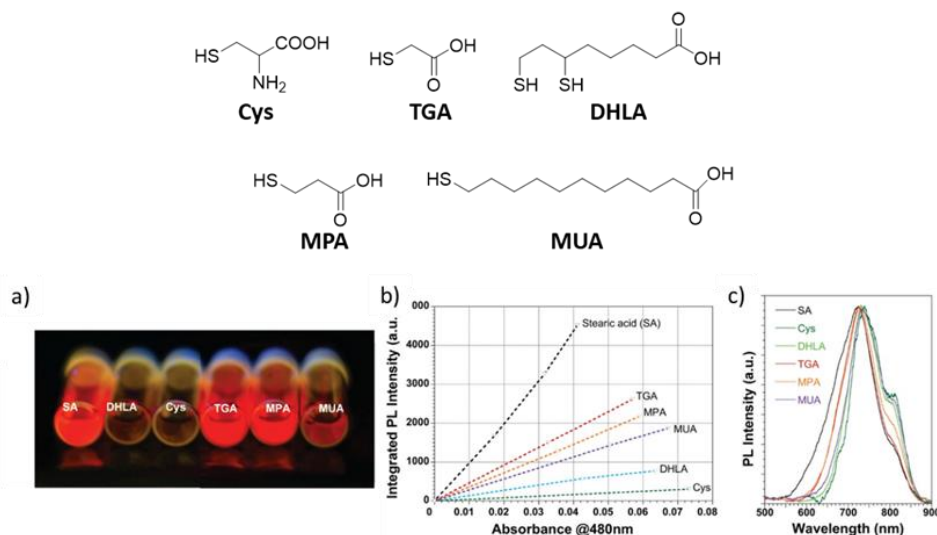 HS COOH
NH₂
Cys
HS OH
O
TGA
O
OH
SH SH
DHLA
HS OH
O
MPA
HS OH
O
MUA
a)
SA DHLA Cys TGA MPA MUA
b)
Integrated PL Intensity (a.u.)
000
4000
3000
2000
1000
0
Stearic acid (SA)
TGA
MPA
MUA
DHLA
Cys
0 0.01 0.02 0.03 0.04 0.05 0.06 0.07 0.08
Absorbance @480nm
c)
PL Intensity (a.u.)
SA
Cys
DHLA
TGA
MPA
MUA
500 600 700 800 900
Wavelength (nm)